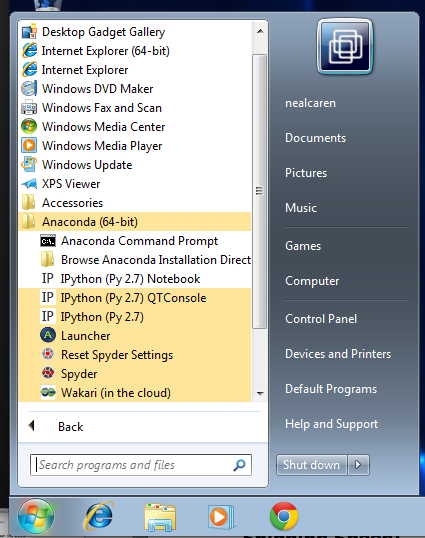 Desktop Gadget Gallery
Internet Explorer (64-bit)
Internet Explorer
Windows DVD Maker
Windows Fax and Scan
Windows Media Center
Windows Media Player
Windows Update
XPS Viewer
Accessories
Anaconda (64-bit)
C:\.
Anaconda Command Prompt
Browse Anaconda Installation Direct
IP IPython (Py 2.7) Notebook
IP IPython (Py 2.7) QTConsole
IP IPython (Py 2.7)
Launcher
Reset Spyder Settings
Spyder
Wakari (in the cloud)
Back
Search programs and files
nealcaren
Documents
Pictures
Music
Games
Computer
Control Panel
Devices and Printers
Default Programs
Help and Support
Shut down